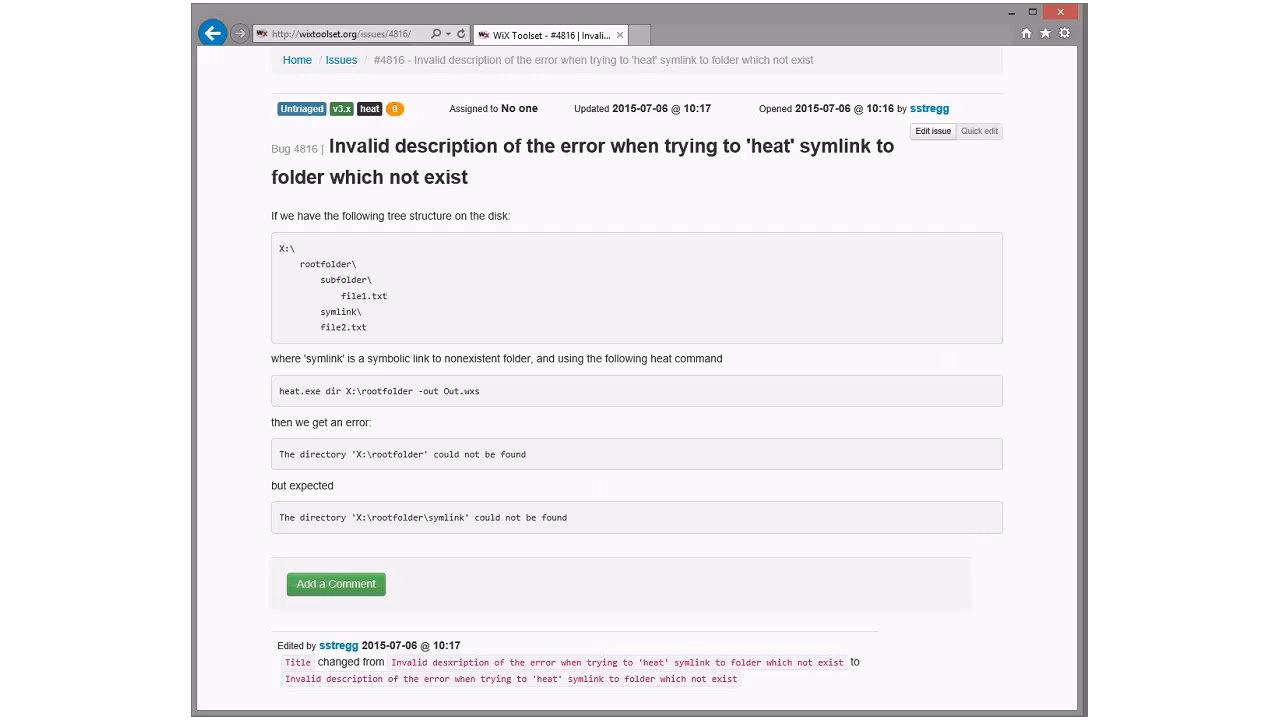 http://wixtoolset.org/issues/4816/
WiX Toolset - #4816 | Invali...
Home / Issues / #4816 - Invalid description of the error when trying to 'heat' symlink to folder which not exist
Untriaged v3.x heat 0 Assigned to No one Updated 2015-07-06 @ 10:17 Opened 2015-07-06 @ 10:16 by sstregg
Edit issue Quick edit
Bug 4816 | Invalid description of the error when trying to 'heat' symlink to
folder which not exist
If we have the following tree structure on the disk:
X:\
rootfolder\
subfolder\
file1.txt
symlink\
file2.txt
where 'symlink' is a symbolic link to nonexistent folder, and using the following heat command
heat.exe dir X:\rootfolder -out Out.wxs
then we get an error:
The directory 'X:\rootfolder' could not be found
but expected
The directory 'X:\rootfolder\symlink' could not be found
Add a Comment
Edited by sstregg 2015-07-06 @ 10:17
Title changed from Invalid desxription of the error when trying to 'heat' symlink to folder which not exist to
Invalid description of the error when trying to 'heat' symlink to folder which not exist